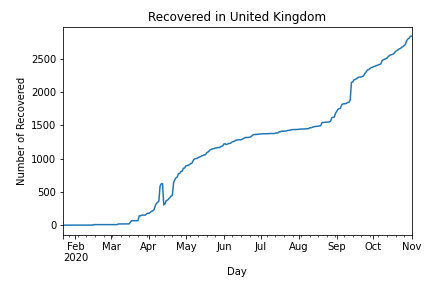 Recovered in United Kingdom
Number of Recovered
2500
2000
1500
1000
500
0
Feb Mar Apr May Jun Jul Aug Sep Oct Nov
2020
Day